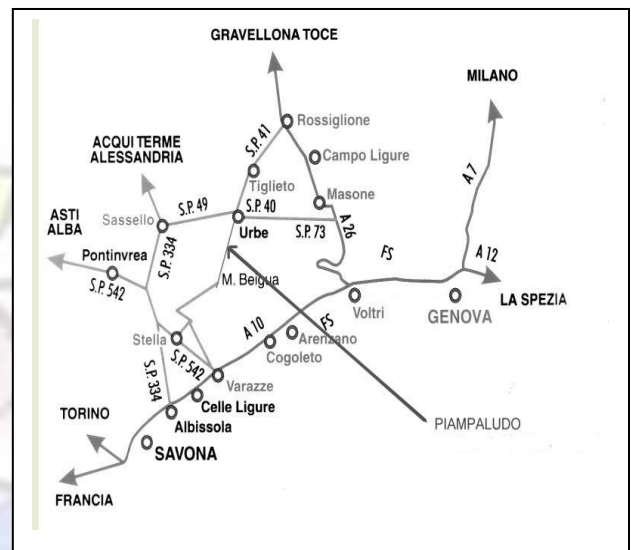 GRAVELLONA TOCE
MILANO
Rossiglione
ACQUI TERME
ALESSANDRIA
S.P. 41
Campo Ligure
A 7
Tiglieto
Masone
ASTI
ALBA
Sassello
S.P. 49
S.P. 40
Urbe
S.P. 73
A 26
FS
A 12
Pontinvrea
S.P. 334
S.P. 542
M. Beigua
LA SPEZIA
Voltri
GENOVA
Stella
A 10
FS
Arenzano
Cogoleto
S.P. 542
S.P. 334
Varazze
Celle Ligure
TORINO
Albissola
PIAMPALUDO
SAVONA
FRANCIA